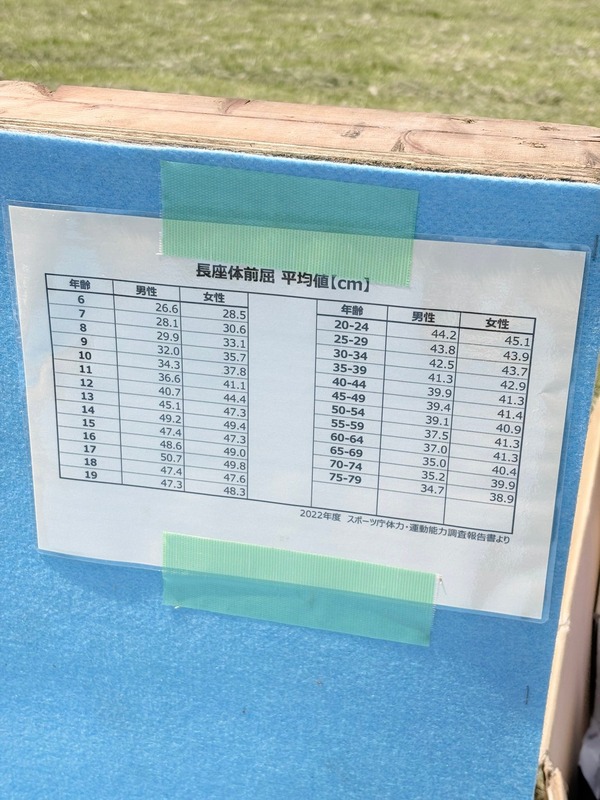 長座体前屈 平均値【cm】
年齢 男性 女性
6 26.6 28.5
7 28.1 30.6
8 29.9 33.1
9 32.0 35.7
10 34.3 37.8
11 36.6 41.1
12 40.7 44.4
13 45.1 47.3
14 49.2 49.4
15 47.4 47.3
16 48.6 49.0
17 50.7 49.8
18 47.4 47.6
19 47.3 48.3
年齢 男性 女性
20-24 44.2 45.1
25-29 43.8 43.9
30-34 42.5 43.7
35-39 41.3 42.9
40-44 39.9 41.3
45-49 39.4 41.4
50-54 39.1 40.9
55-59 37.5 41.3
60-64 37.0 41.3
65-69 35.0 40.4
70-74 35.2 39.9
75-79 34.7 38.9
2022年度 スポーツ庁体力・運動能力調査報告書より